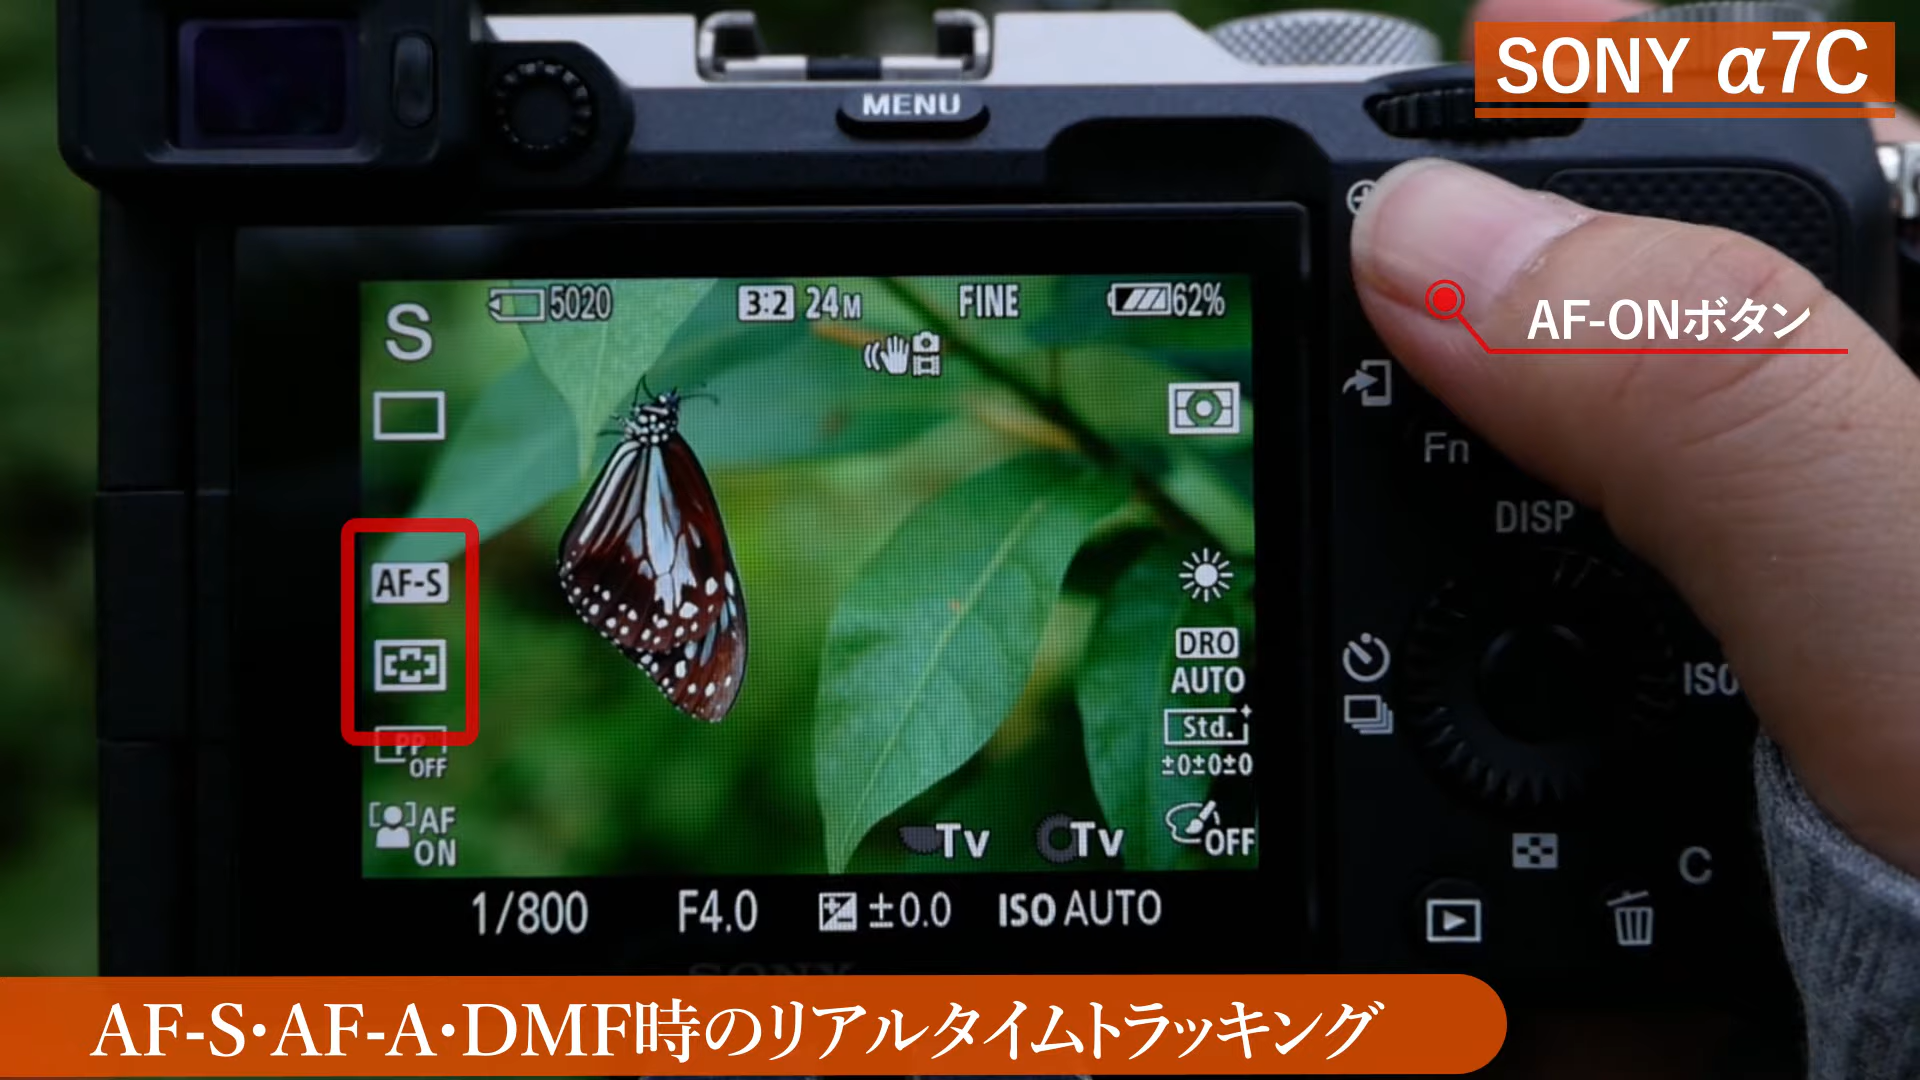 SONY α7C
MENU
S
5020
3:2 24M
FINE
62%
AF-ONボタン
Fn
DISP
AF-S
DRO
AUTO
Std.
±0±0±0
PP
OFF
AF
ON
Tv
Tv
OFF
ISO
C
1/800
F4.0
±0.0
ISO AUTO
SONY
AF-S・AF-A・DMF時のリアルタイムトラッキング